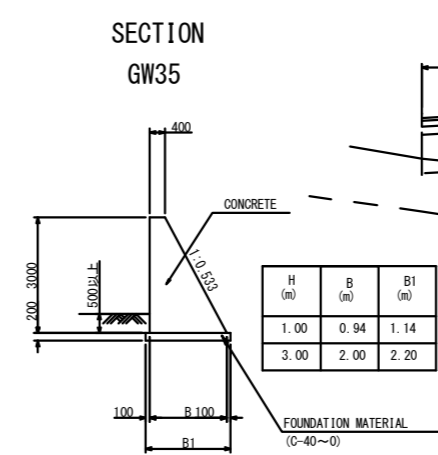 SECTION
GW35
400
CONCRETE
1:0.533
3000
500以上
200
H B B1
(m) (m) (m)
1.00 0.94 1.14
3.00 2.00 2.20
100 B 100
B1
FOUNDATION MATERIAL
(C-40〜0)